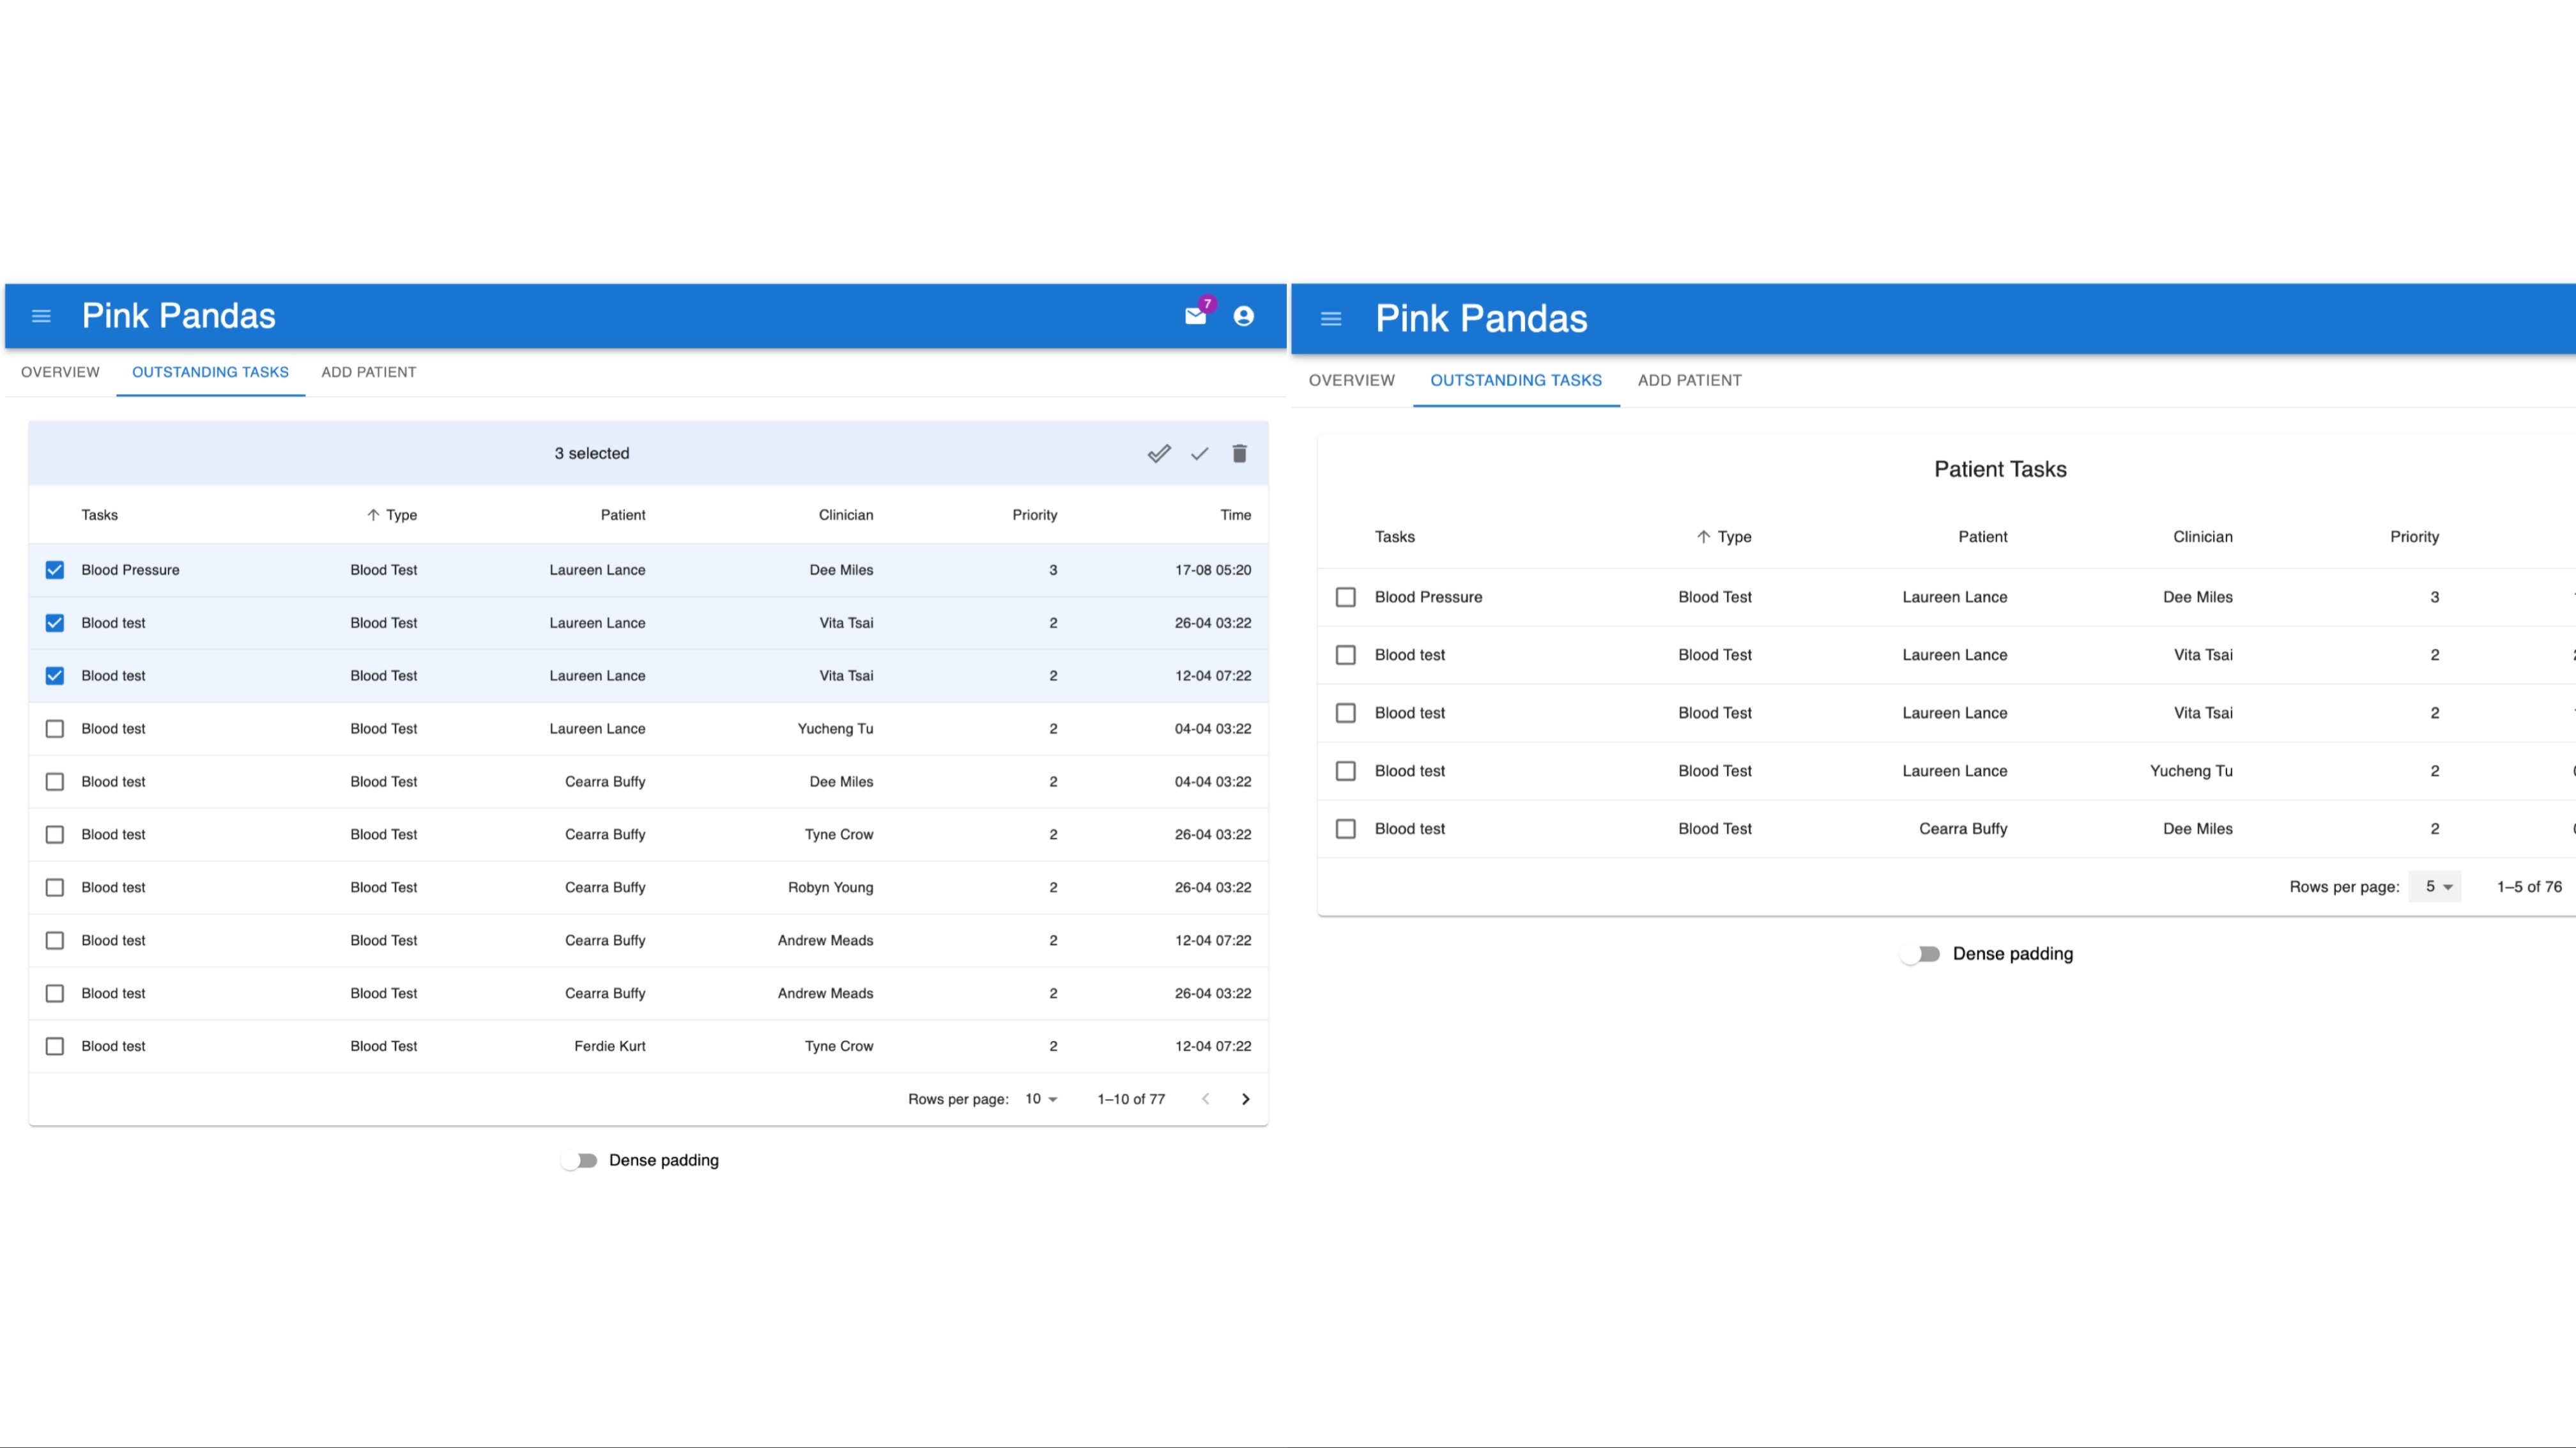 Pink Pandas
7
OVERVIEW OUTSTANDING TASKS ADD PATIENT
3 selected
Tasks Type Patient Clinician Priority Time
Blood Pressure Blood Test Laureen Lance Dee Miles 3 17-08 05:20
Blood test Blood Test Laureen Lance Vita Tsai 2 26-04 03:22
Blood test Blood Test Laureen Lance Vita Tsai 2 12-04 07:22
Blood test Blood Test Laureen Lance Yucheng Tu 2 04-04 03:22
Blood test Blood Test Cearra Buffy Dee Miles 2 04-04 03:22
Blood test Blood Test Cearra Buffy Tyne Crow 2 26-04 03:22
Blood test Blood Test Cearra Buffy Robyn Young 2 26-04 03:22
Blood test Blood Test Cearra Buffy Andrew Meads 2 12-04 07:22
Blood test Blood Test Cearra Buffy Andrew Meads 2 26-04 03:22
Blood test Blood Test Ferdie Kurt Tyne Crow 2 12-04 07:22
Rows per page: 10 1–10 of 77
Dense padding
Pink Pandas
OVERVIEW OUTSTANDING TASKS ADD PATIENT
Patient Tasks
Tasks Type Patient Clinician Priority
Blood Pressure Blood Test Laureen Lance Dee Miles 3
Blood test Blood Test Laureen Lance Vita Tsai 2
Blood test Blood Test Laureen Lance Vita Tsai 2
Blood test Blood Test Laureen Lance Yucheng Tu 2
Blood test Blood Test Cearra Buffy Dee Miles 2
Rows per page: 5 1–5 of 76
Dense padding